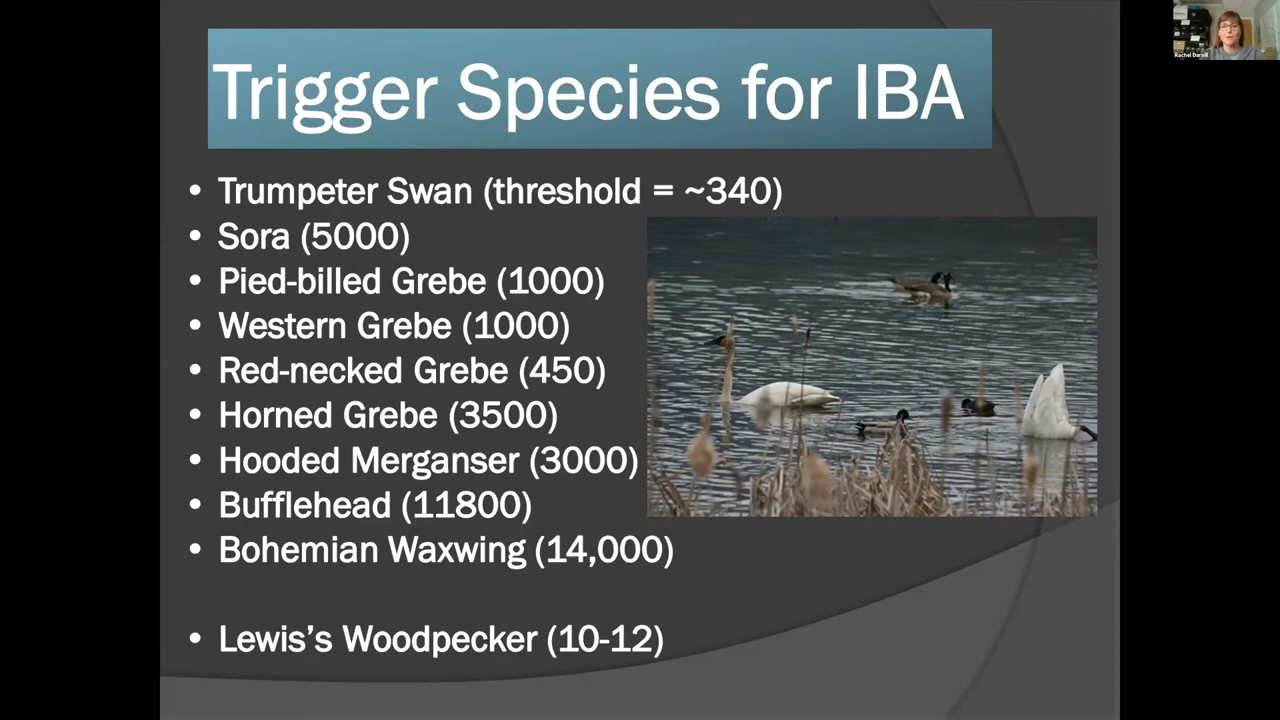 Trigger Species for IBA
• Trumpeter Swan (threshold = ~340)
• Sora (5000)
• Pied-billed Grebe (1000)
• Western Grebe (1000)
• Red-necked Grebe (450)
• Horned Grebe (3500)
• Hooded Merganser (3000)
• Bufflehead (11800)
• Bohemian Waxwing (14,000)
• Lewis’s Woodpecker (10-12)
Rachel